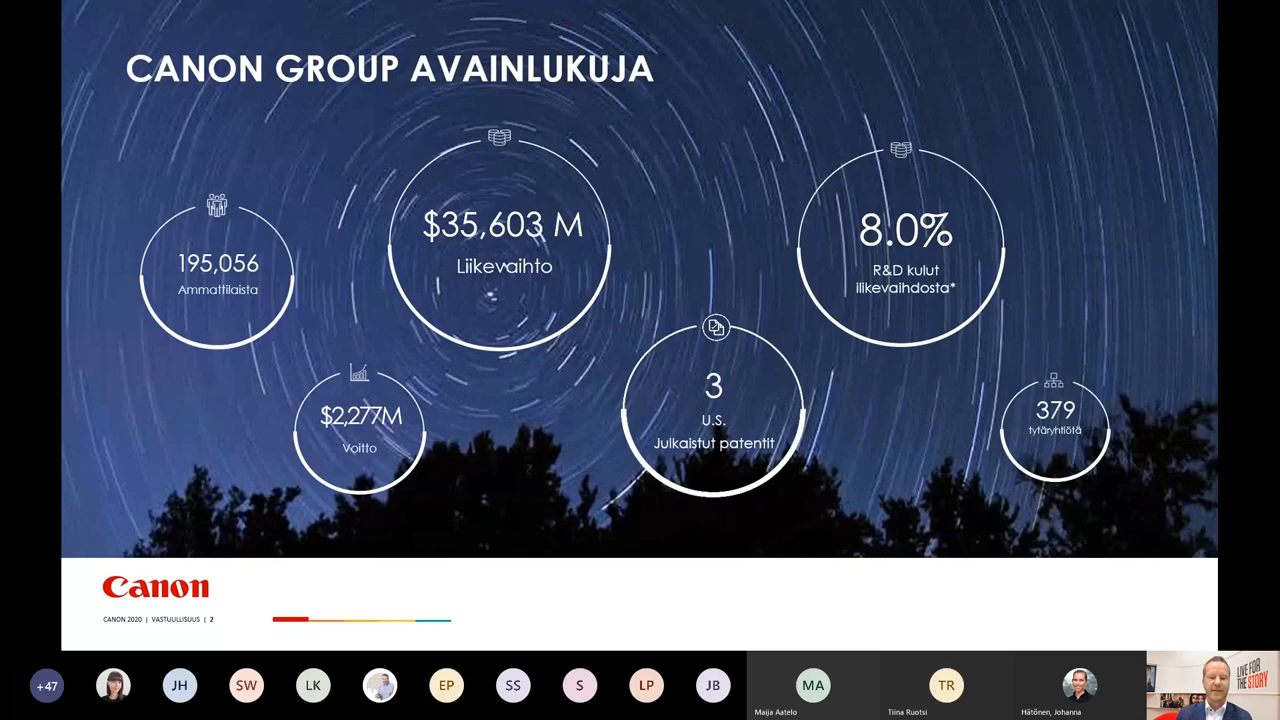 CANON GROUP AVAINLUKUJA
195,056
Ammattilaista
$35,603 M
Liikevaihto
8.0%
R&D kulut
ilikevaihdosta*
$2,277M
Voitto
3
U.S.
Julkaistut patentit
379
tytäryhtiötä
Canon
CANON 2020 | VASTUULLISUUS | 2
+47
JH
SW
LK
EP
SS
S
LP
JB
MA
Maija Aatelo
TR
Tiina Ruotsi
Hätönen, Johanna
LIVE FOR
THE STORY